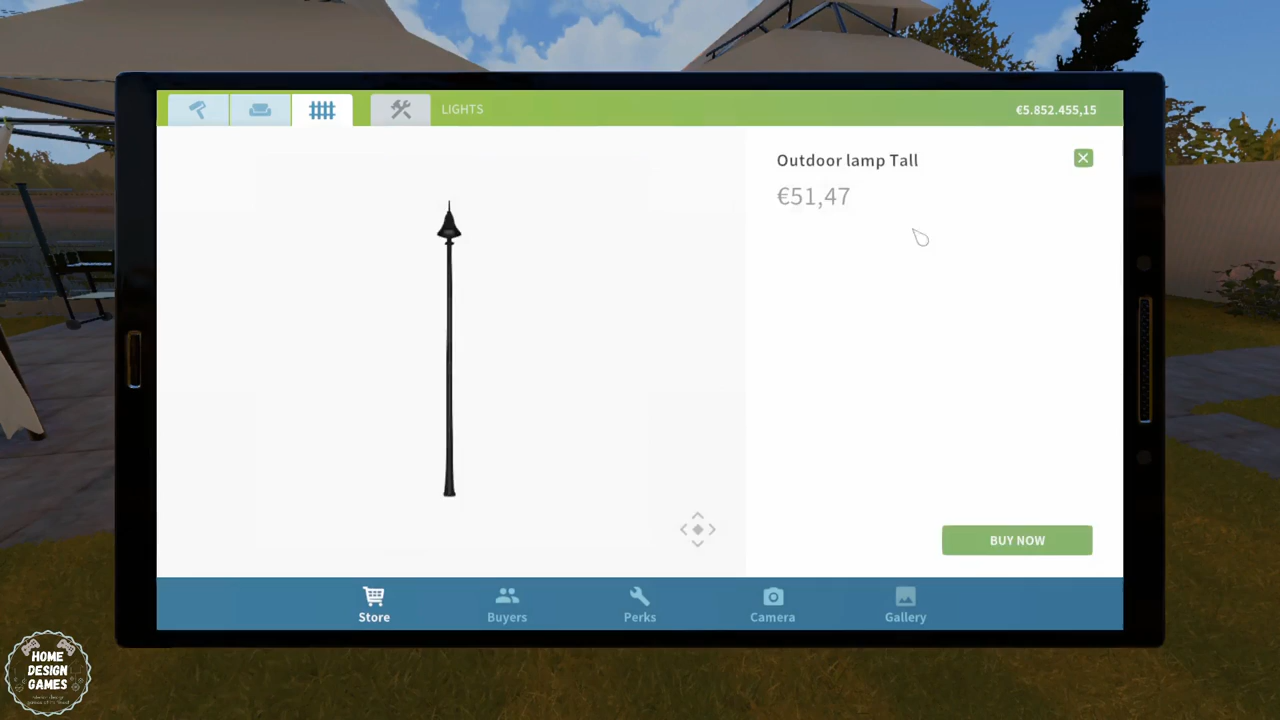 LIGHTS
€5.852.455,15
Outdoor lamp Tall
€51,47
BUY NOW
Store
Buyers
Perks
Camera
Gallery
HOME
DESIGN
GAMES